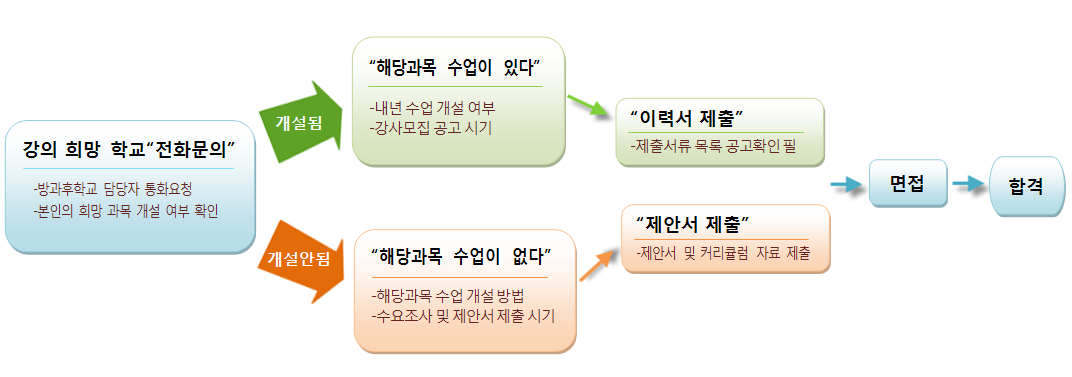 강의 희망 학교“전화문의”
-방과후학교 담당자 통화요청
-본인의 희망 과목 개설 여부 확인
개설됨
“해당과목 수업이 있다”
-내년 수업 개설 여부
-강사모집 공고 시기
“이력서 제출”
-제출서류 목록 공고확인 필
개설안됨
“해당과목 수업이 없다”
-해당과목 수업 개설 방법
-수요조사 및 제안서 제출 시기
“제안서 제출”
-제안서 및 커리큘럼 자료 제출
면접
합격